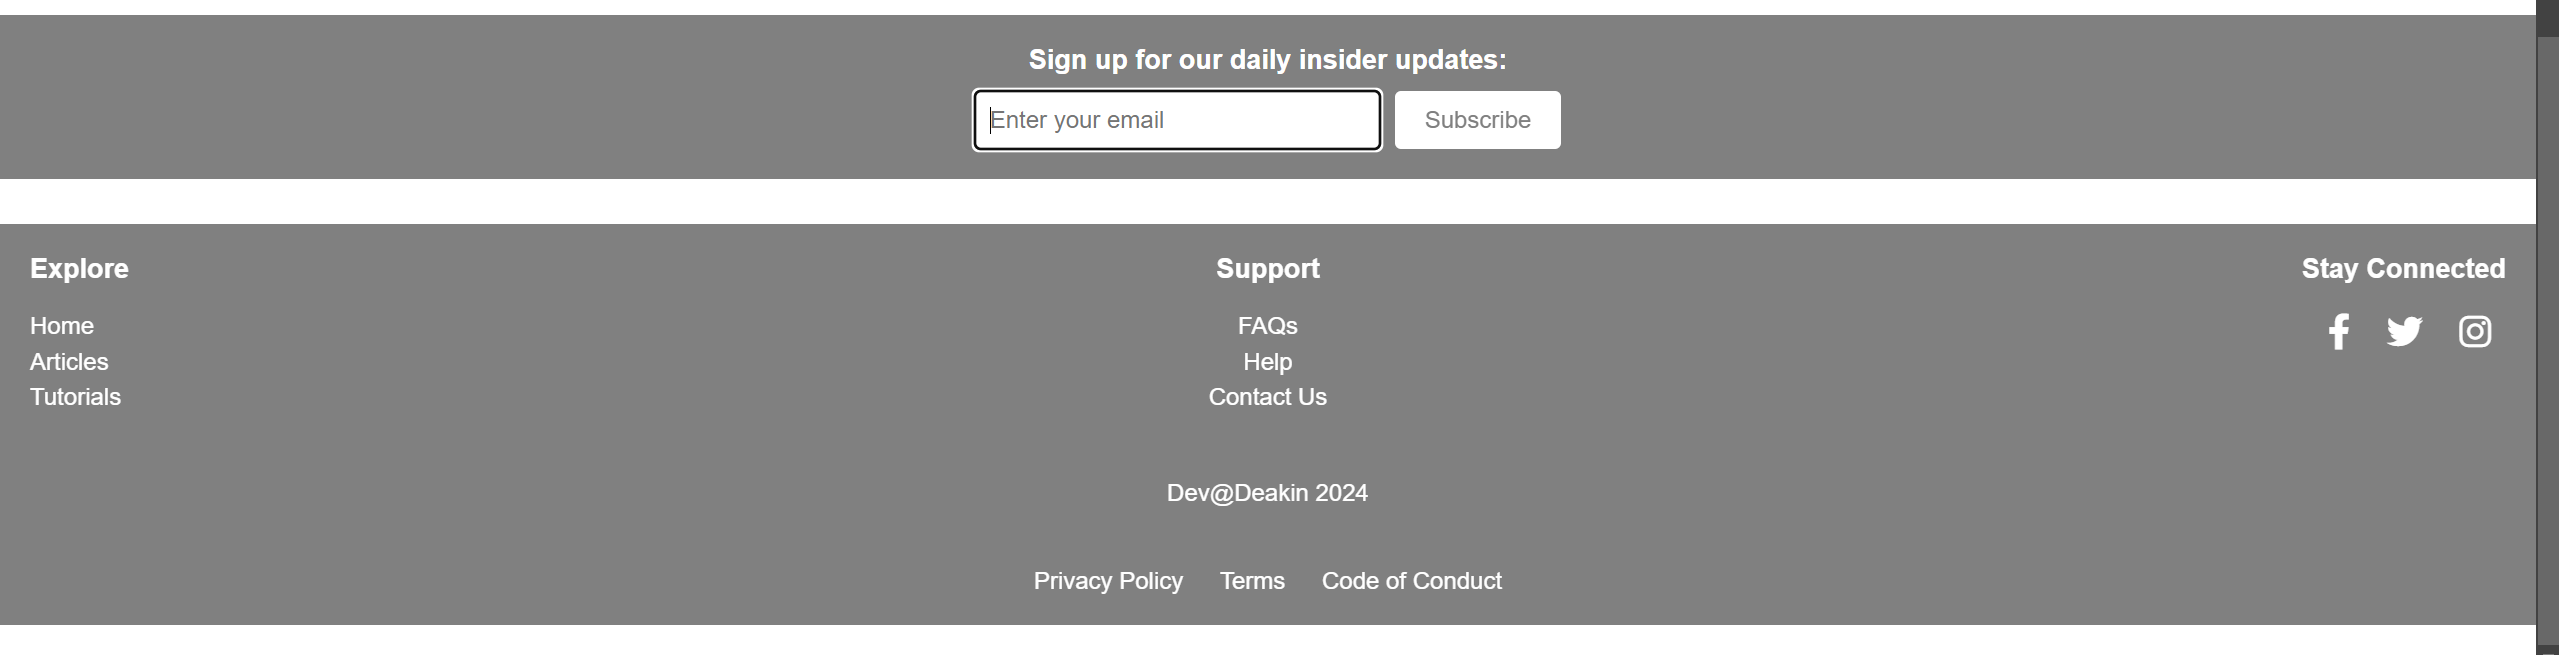 Sign up for our daily insider updates:
Enter your email
Subscribe
Explore
Home
Articles
Tutorials
Support
FAQs
Help
Contact Us
Stay Connected
Dev@Deakin 2024
Privacy Policy Terms Code of Conduct